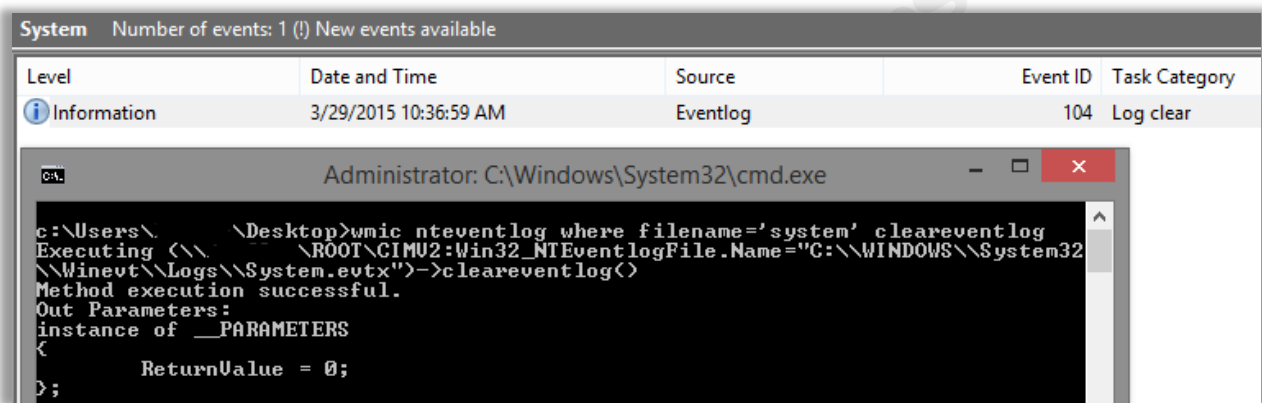 System Number of events: 1 (!) New events available
Level Date and Time Source Event ID Task Category
Information 3/29/2015 10:36:59 AM Eventlog 104 Log clear
Administrator: C:\Windows\System32\cmd.exe
c:\Users\ \Desktop>wmic nteventlog where filename='system' cleareventlog
Executing (\\ \ROOT\CIMV2:Win32_NTEventlogFile.Name="C:\\WINDOWS\\System32
\\Winevt\\Logs\\System.evtx")->cleareventlog()
Method execution successful.
Out Parameters:
instance of __PARAMETERS
{
ReturnValue = 0;
};